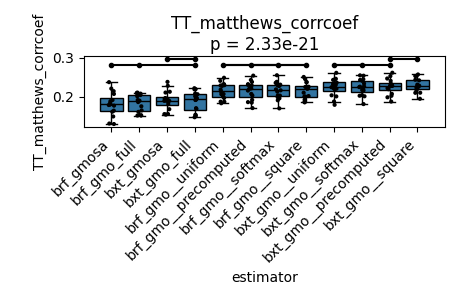 TT_matthews_corrcoef
p = 2.33e-21
TT_matthews_corrcoef
0.3
0.2
brf_gmosa
brf_gmo_full
bxt_gmosa
bxt_gmo_full
brf_gmo__uniform
brf_gmo__precomputed
brf_gmo__softmax
brf_gmo__square
bxt_gmo__uniform
bxt_gmo__softmax
bxt_gmo__precomputed
bxt_gmo__square
estimator